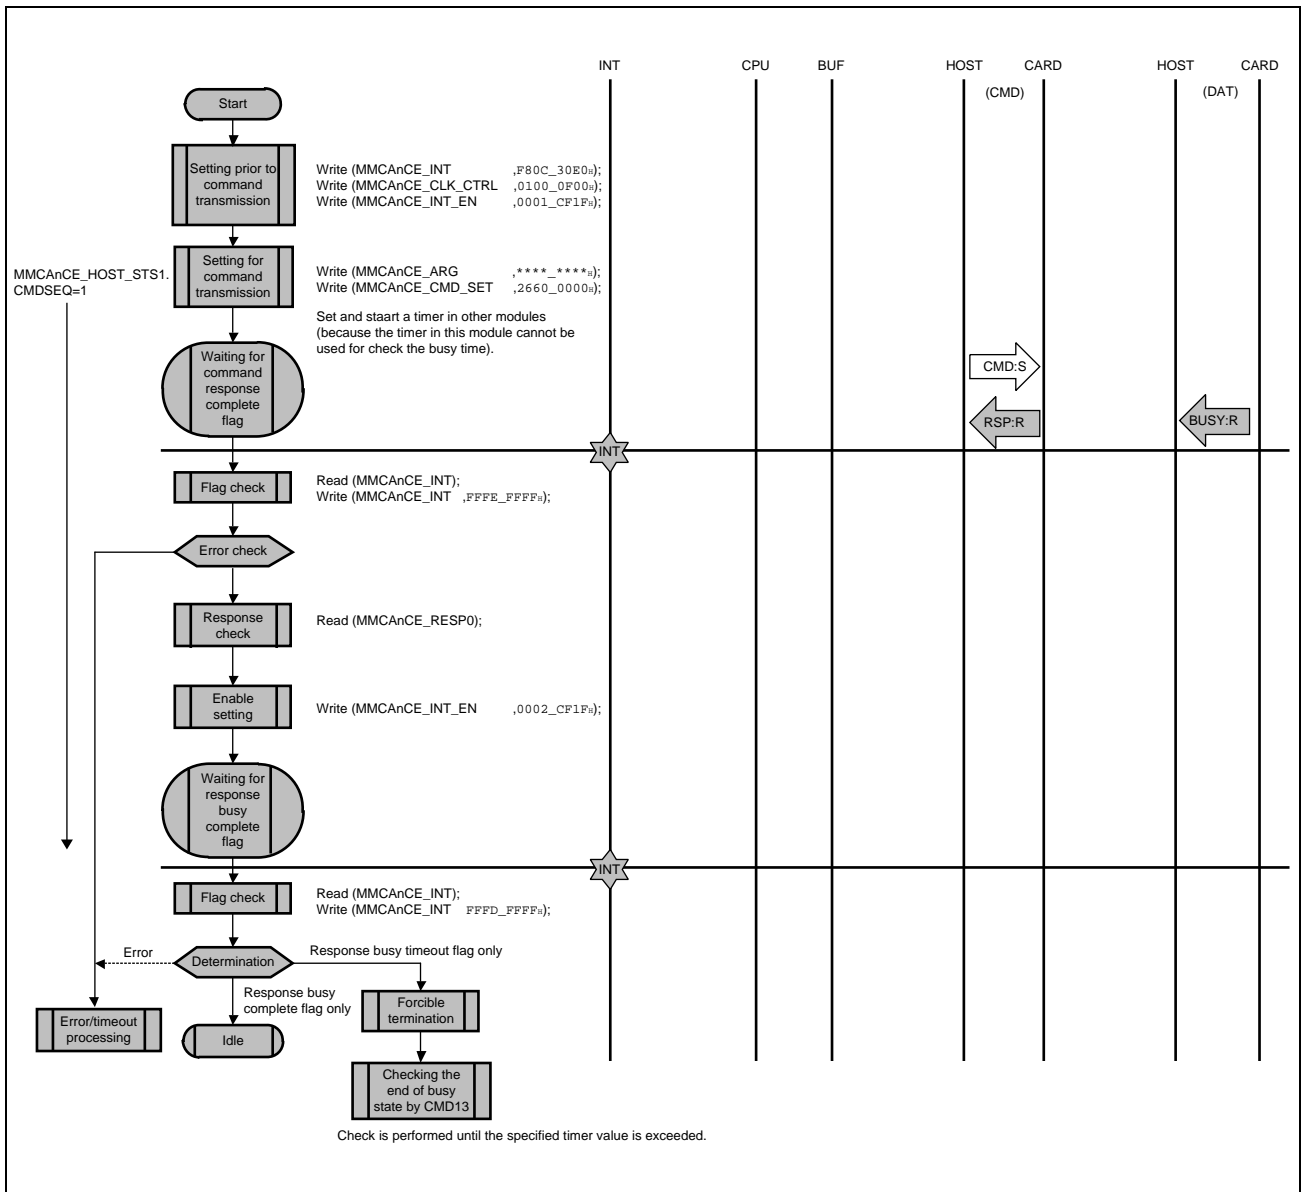 INT CPU BUF HOST CARD HOST CARD
(CMD) (DAT)
Start
Setting prior to
command
transmission
Write (MMCAnCE_INT ,F80C_30E0H);
Write (MMCAnCE_CLK_CTRL ,0100_0F00H);
Write (MMCAnCE_INT_EN ,0001_CF1FH);
MMCAnCE_HOST_STS1.
CMDSEQ=1
Setting for
command
transmission
Write (MMCAnCE_ARG ,****_****H);
Write (MMCAnCE_CMD_SET ,2660_0000H);
Set and staart a timer in other modules
(because the timer in this module cannot be
used for check the busy time).
Waiting for
command
response
complete
flag
CMD:S
RSP:R
BUSY:R
INT
Flag check
Read (MMCAnCE_INT);
Write (MMCAnCE_INT ,FFFE_FFFFH);
Error check
Response
check
Read (MMCAnCE_RESP0);
Enable
setting
Write (MMCAnCE_INT_EN ,0002_CF1FH);
Waiting for
response
busy
complete
flag
INT
Flag check
Read (MMCAnCE_INT);
Write (MMCAnCE_INT FFFD_FFFFH);
Error
Determination
Response busy timeout flag only
Response busy
complete flag only
Forcible
termination
Error/timeout
processing
Idle
Checking the
end of busy
state by CMD13
Check is performed until the specified timer value is exceeded.